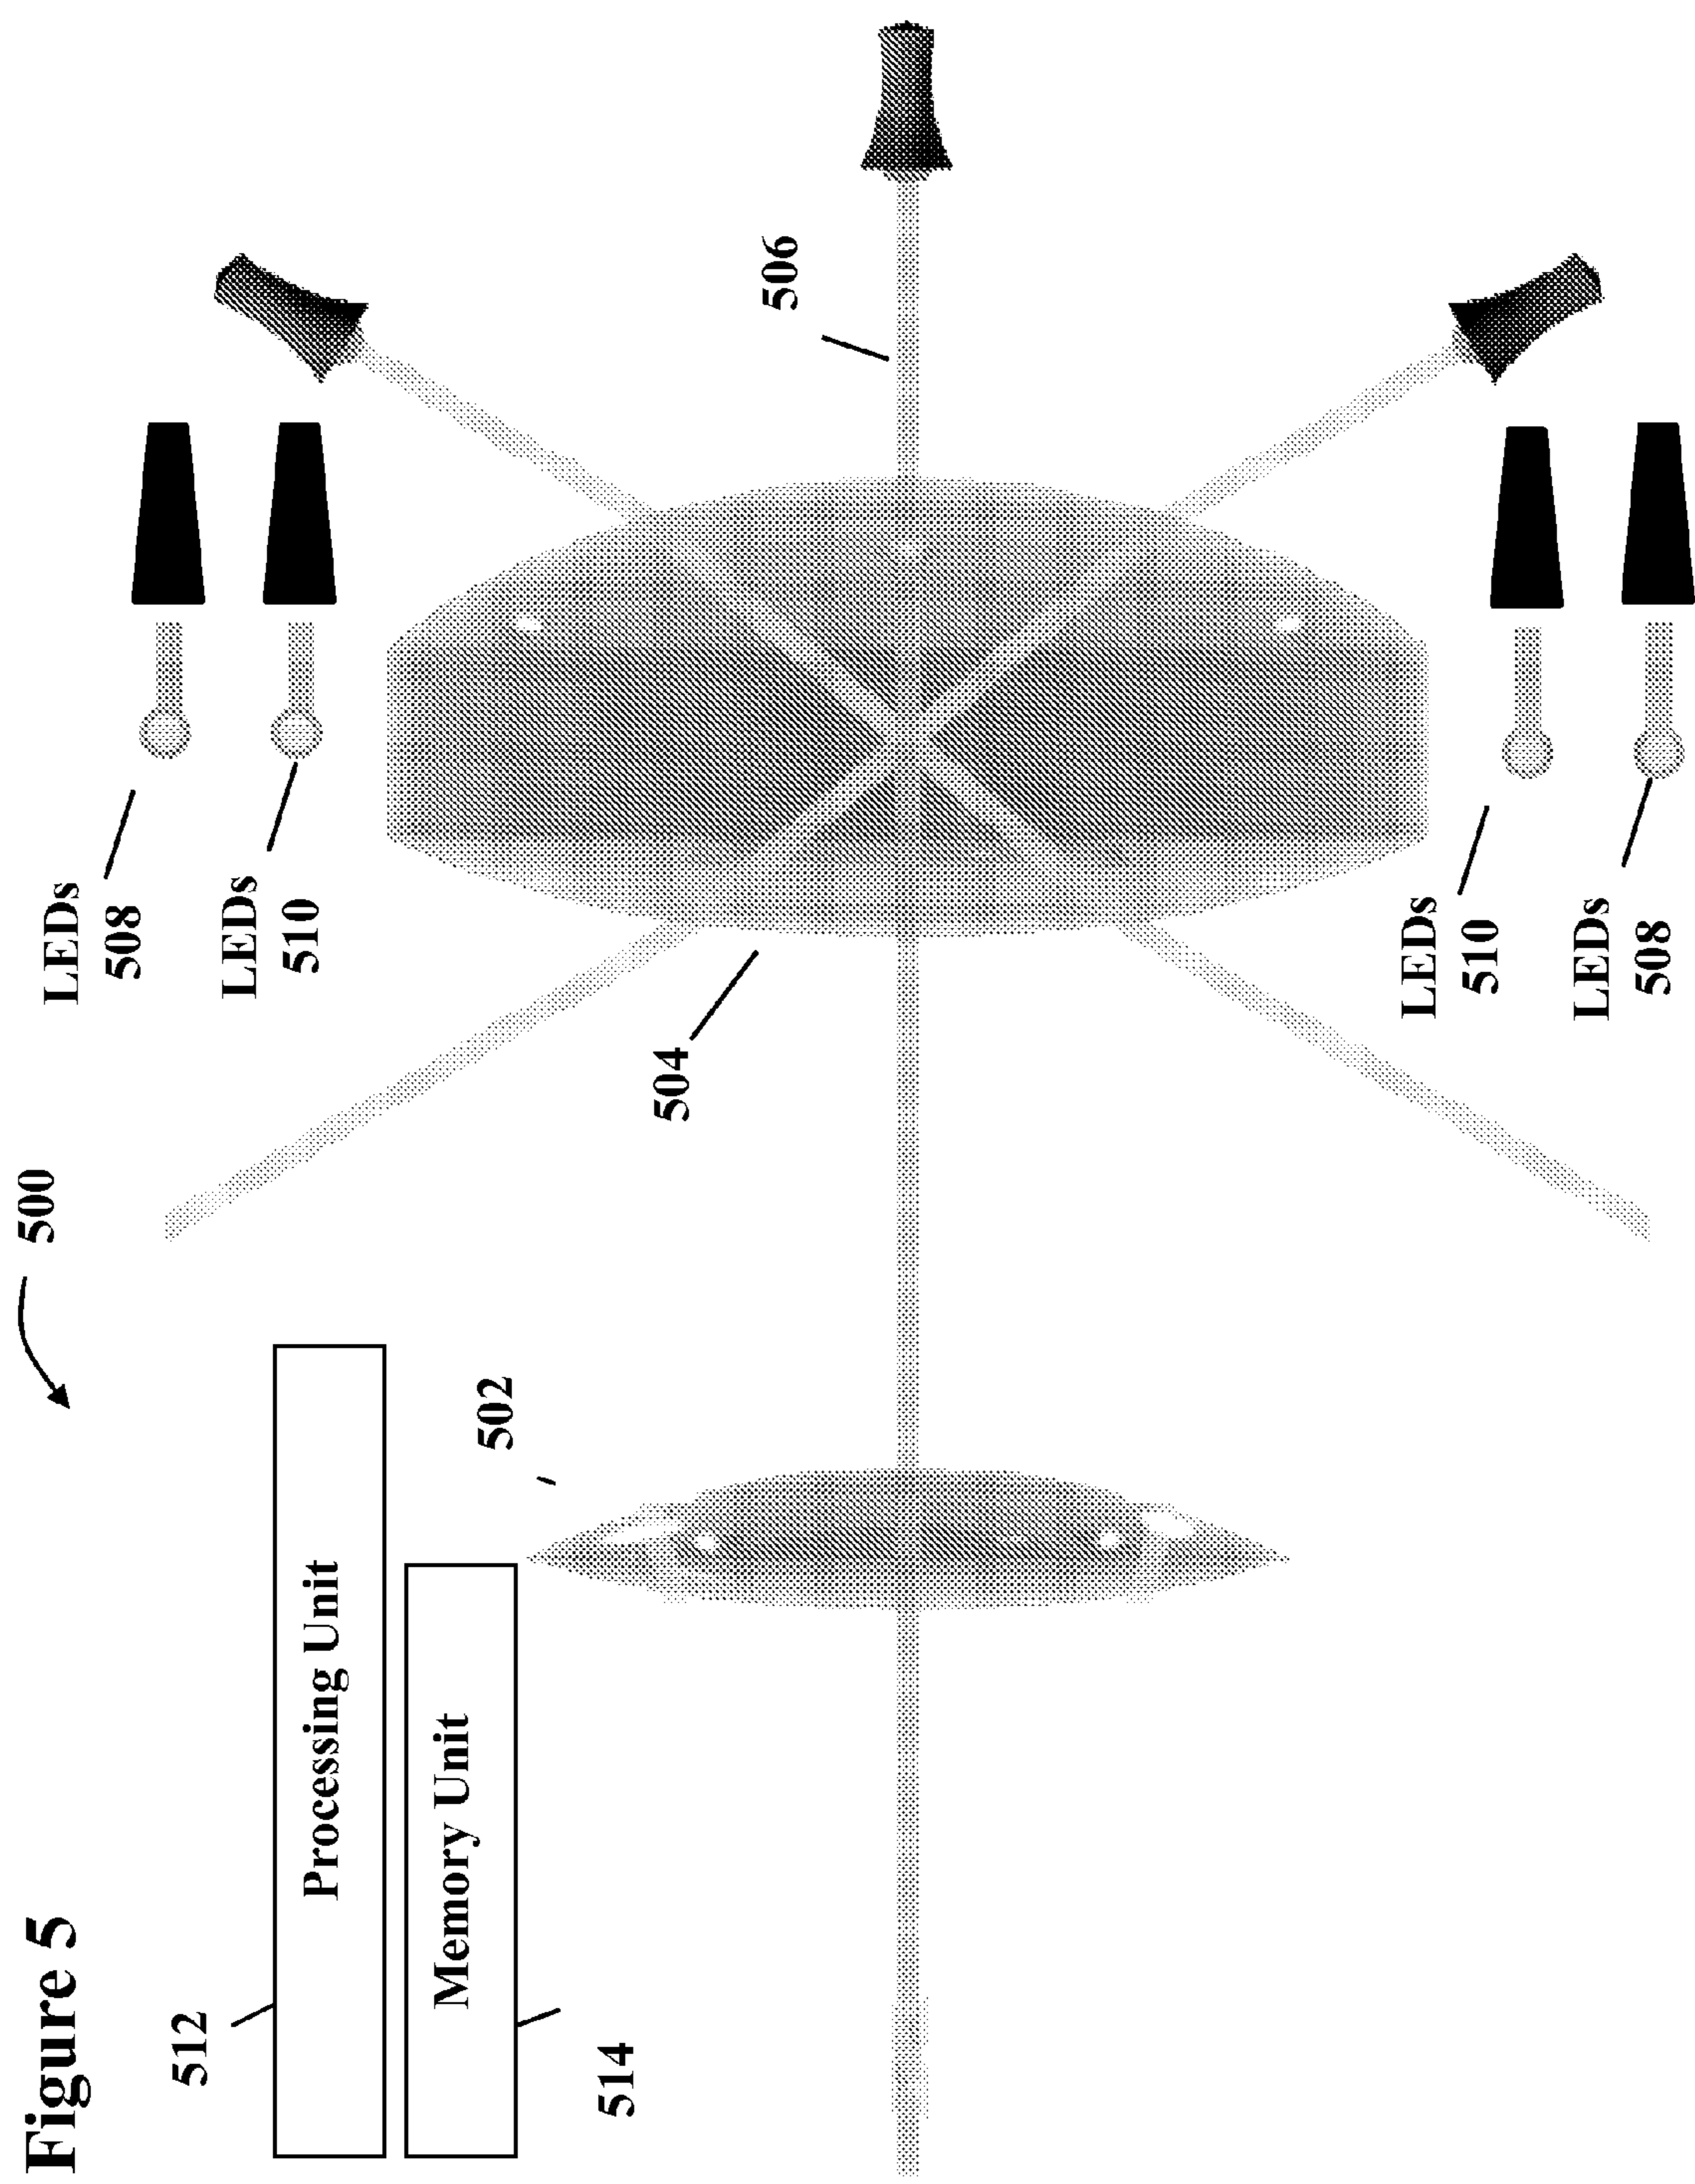 Figure 5
500
512
Processing Unit
514
Memory Unit
502
504
506
LEDs
508
LEDs
510
LEDs
510
LEDs
508